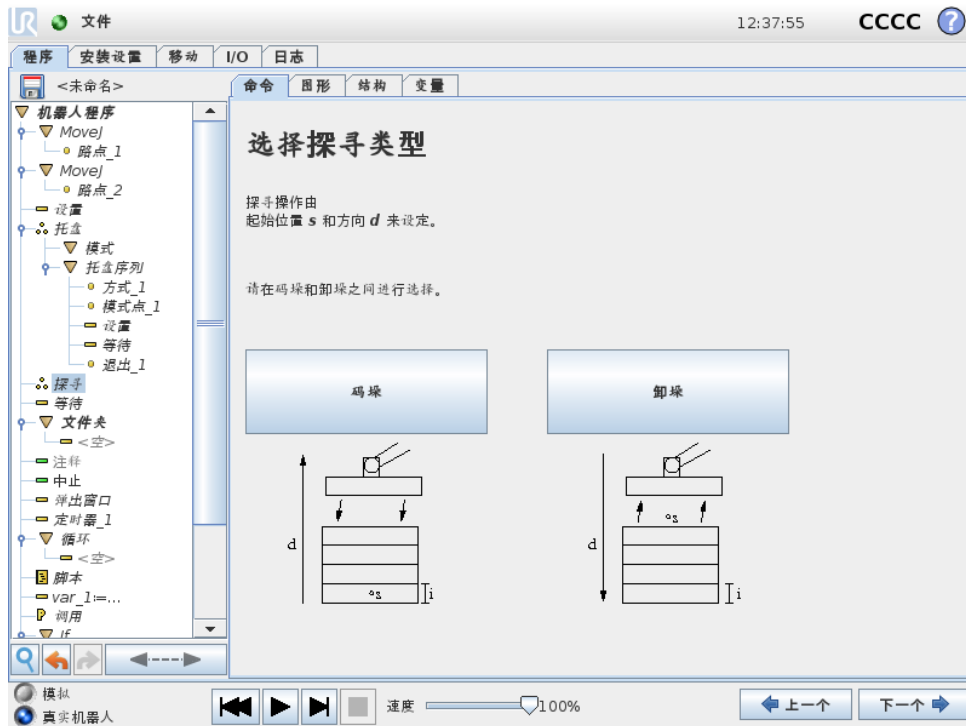 UR 文件 12:37:55 CCCC ?
程序 安装设置 移动 I/O 日志
<未命名>
命令 图形 结构 变量
机器人程序
MoveJ
路点_1
MoveJ
路点_2
设置
托盘
模式
托盘序列
方式_1
模式点_1
设置
等待
退出_1
探寻
等待
文件夹
<空>
注释
中止
弹出窗口
定时器_1
循环
<空>
脚本
var_1:=...
P 调用
If
选择探寻类型
探寻操作由
起始位置 s 和方向 d 来设定。
请在码垛和卸垛之间进行选择。
码垛 卸垛
d s i
d s i
模拟
真实机器人
速度 100%
上一个 下一个